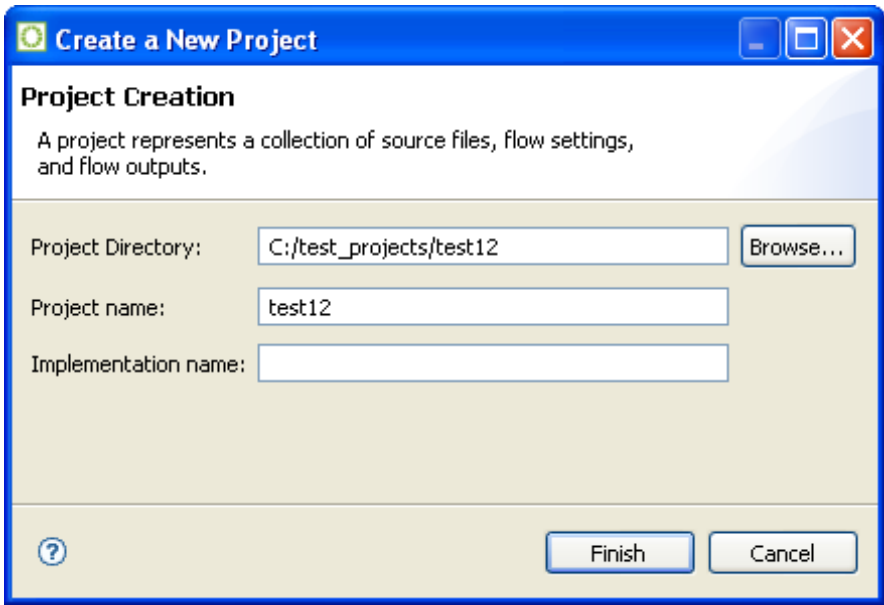 Create a New Project
Project Creation
A project represents a collection of source files, flow settings,
and flow outputs.
Project Directory: C:/test_projects/test12 Browse...
Project name: test12
Implementation name:
? Finish Cancel